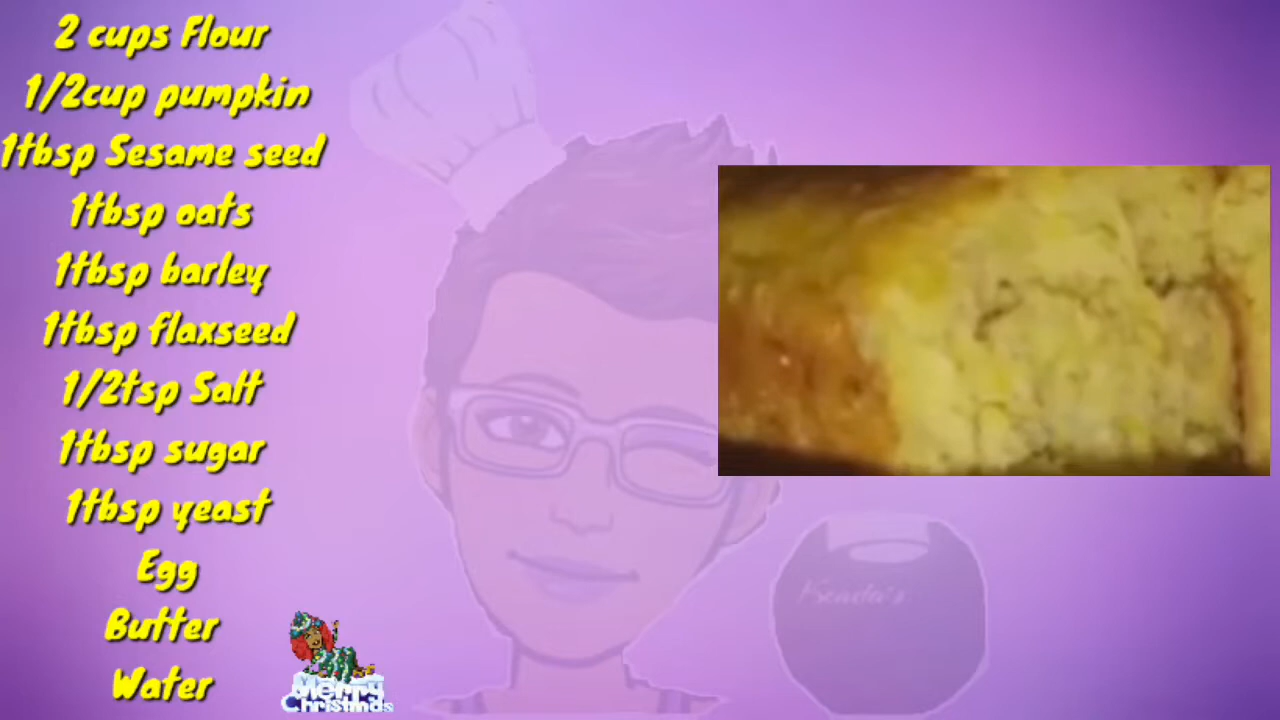 2 cups Flour
1/2cup pumpkin
1tbsp Sesame seed
1tbsp oats
1tbsp barley
1tbsp flaxseed
1/2tsp Salt
1tbsp sugar
1tbsp yeast
Egg
Butter
Water
Merry
Christmas